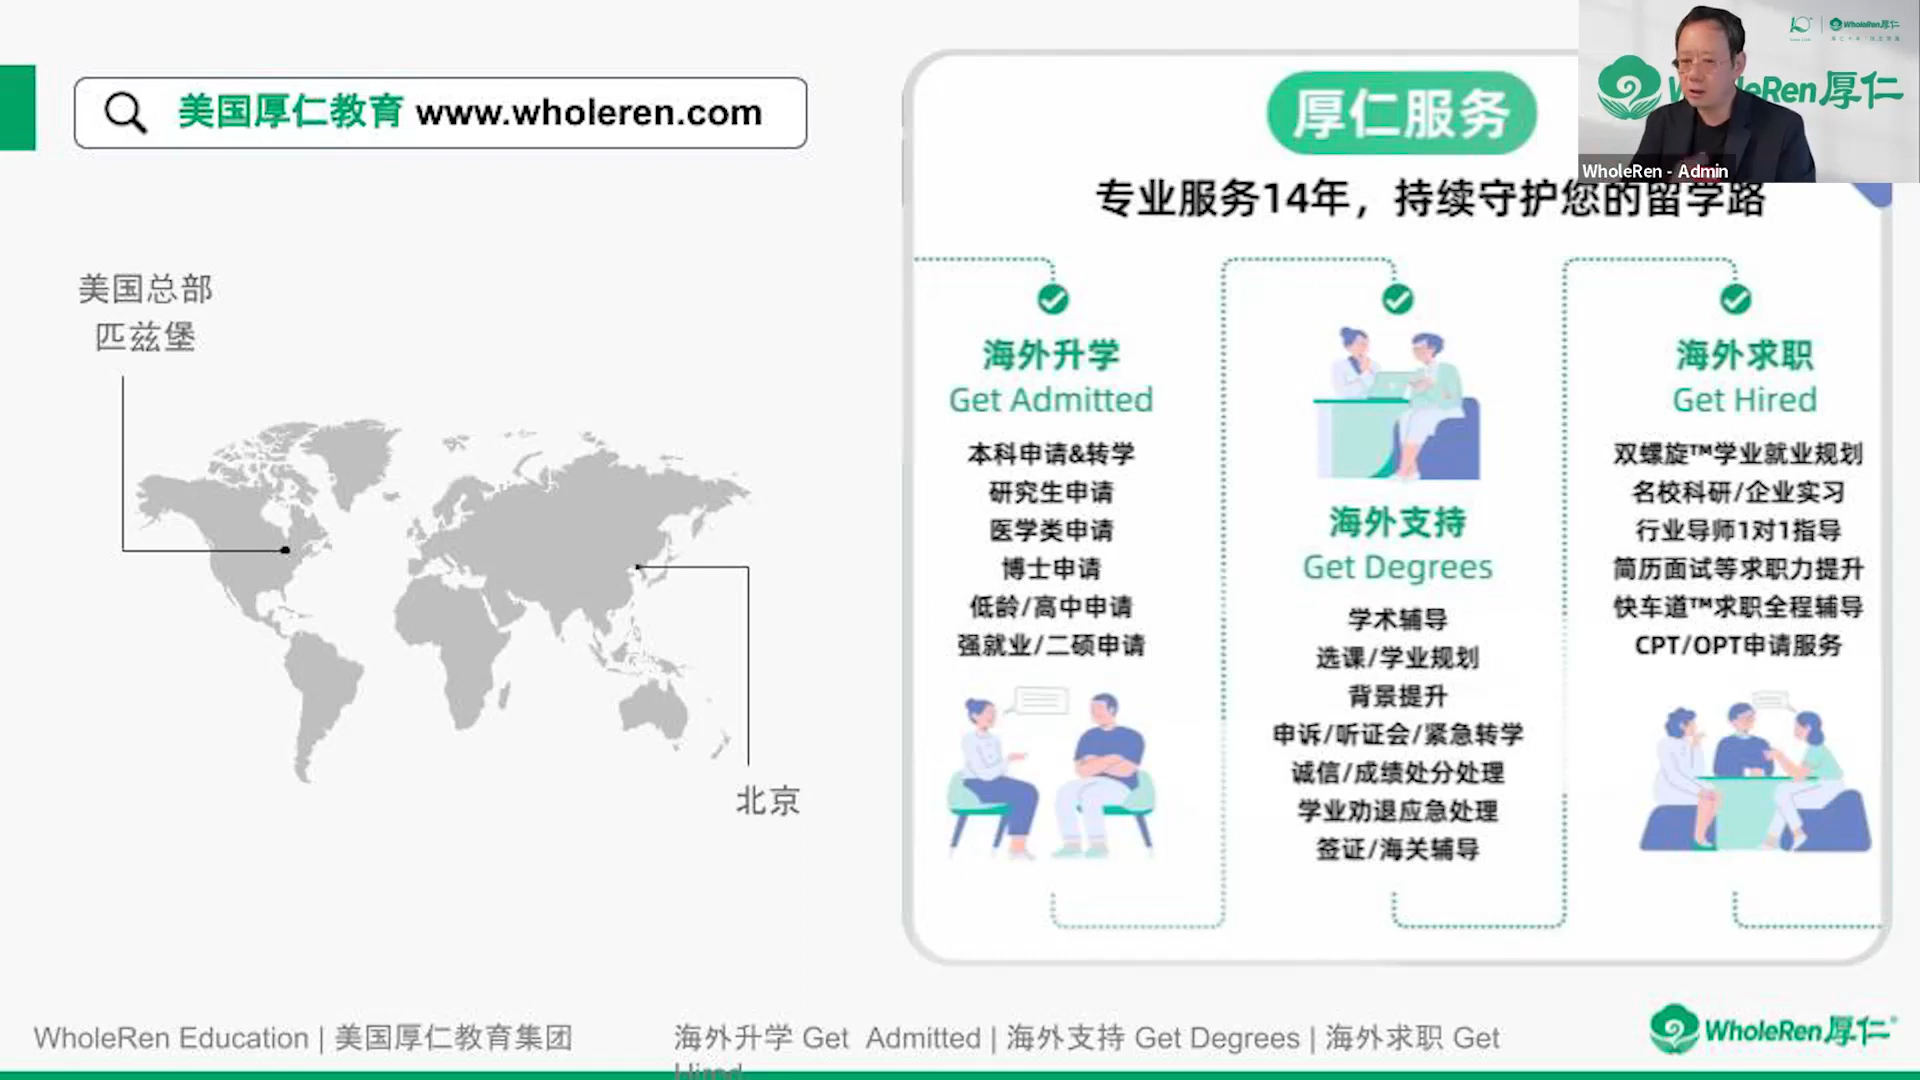 美国厚仁教育 www.wholeren.com
美国总部
匹兹堡
北京
厚仁服务
专业服务14年，持续守护您的留学路
海外升学
Get Admitted
本科申请&转学
研究生申请
医学类申请
博士申请
低龄/高中申请
强就业/二硕申请
海外支持
Get Degrees
学术辅导
选课/学业规划
背景提升
申诉/听证会/紧急转学
诚信/成绩处分处理
学业劝退应急处理
签证/海关辅导
海外求职
Get Hired
双螺旋™学业就业规划
名校科研/企业实习
行业导师1对1指导
简历面试等求职力提升
快车道™求职全程辅导
CPT/OPT申请服务
WholeRen厚仁
leRen厚仁
WholeRen - Admin
WholeRen Education | 美国厚仁教育集团
海外升学 Get Admitted | 海外支持 Get Degrees | 海外求职 Get
Hired
WholeRen厚仁®